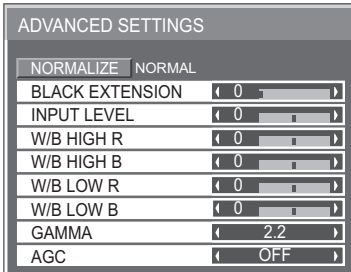 ADVANCED SETTINGS
NORMALIZE NORMAL
BLACK EXTENSION 0
INPUT LEVEL 0
W/B HIGH R 0
W/B HIGH B 0
W/B LOW R 0
W/B LOW B 0
GAMMA 2.2
AGC OFF